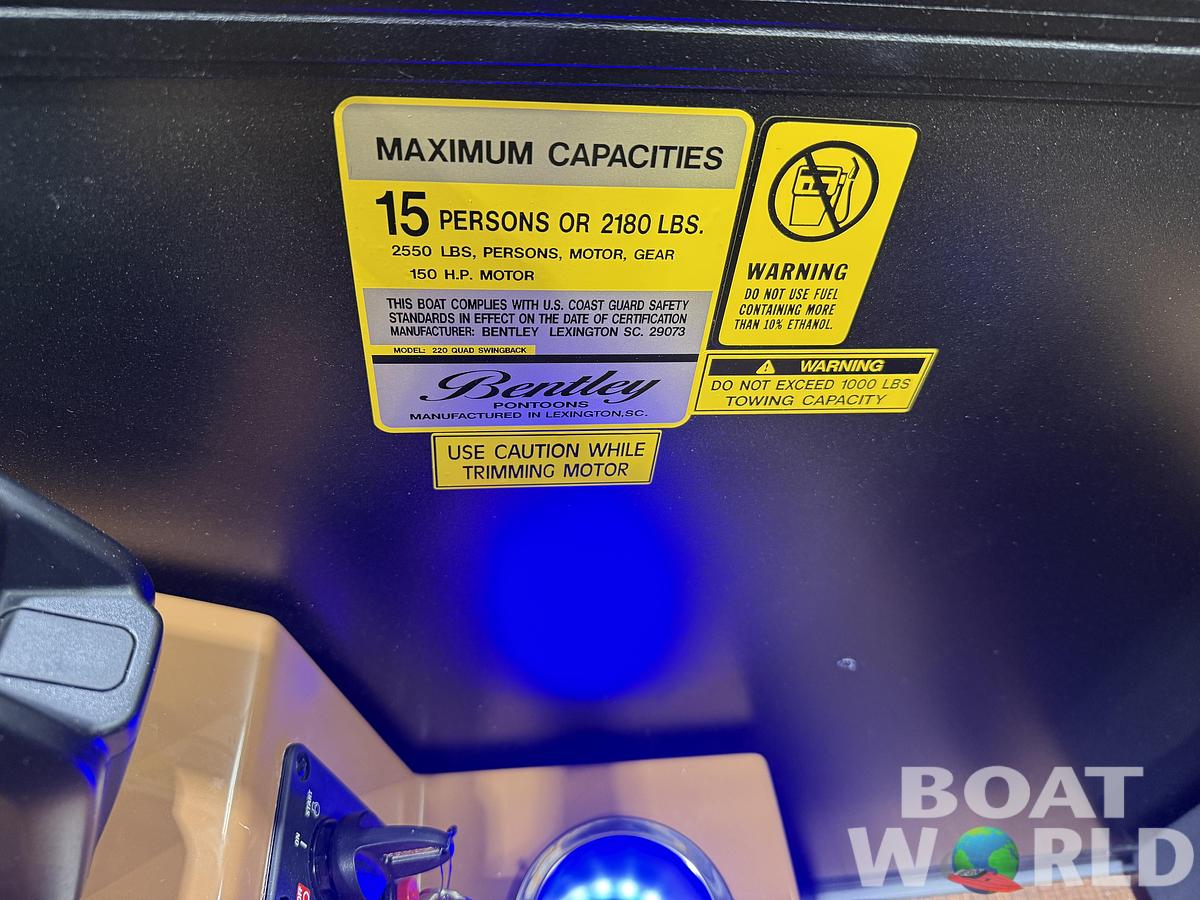 MAXIMUM CAPACITIES
15 PERSONS OR 2180 LBS.
2550 LBS, PERSONS, MOTOR, GEAR
150 H.P. MOTOR
THIS BOAT COMPLIES WITH U.S. COAST GUARD SAFETY
STANDARDS IN EFFECT ON THE DATE OF CERTIFICATION
MANUFACTURER: BENTLEY LEXINGTON SC. 29073
MODEL: 220 QUAD SWINGBACK
Bentley
PONTOONS
MANUFACTURED IN LEXINGTON,SC.
WARNING
DO NOT USE FUEL
CONTAINING MORE
THAN 10% ETHANOL.
WARNING
DO NOT EXCEED 1000 LBS
TOWING CAPACITY
USE CAUTION WHILE
TRIMMING MOTOR
START
ON
BOAT
WORLD